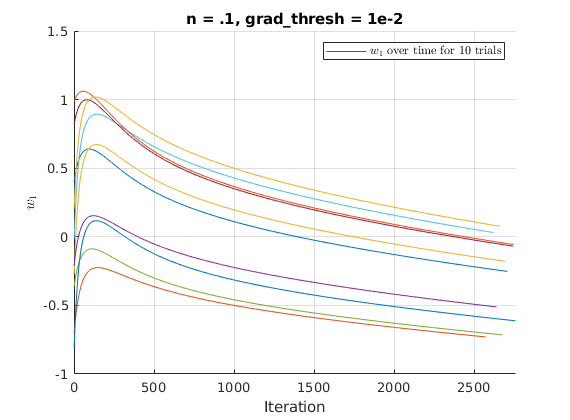 n = .1, grad_thresh = 1e-2
1.5
w₁ over time for 10 trials
1
0.5
w₁
0
-0.5
-1
0 500 1000 1500 2000 2500
Iteration